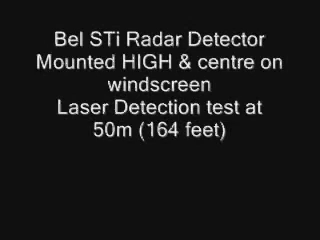 Bel STi Radar Detector
Mounted HIGH & centre on
windscreen
Laser Detection test at
50m (164 feet)